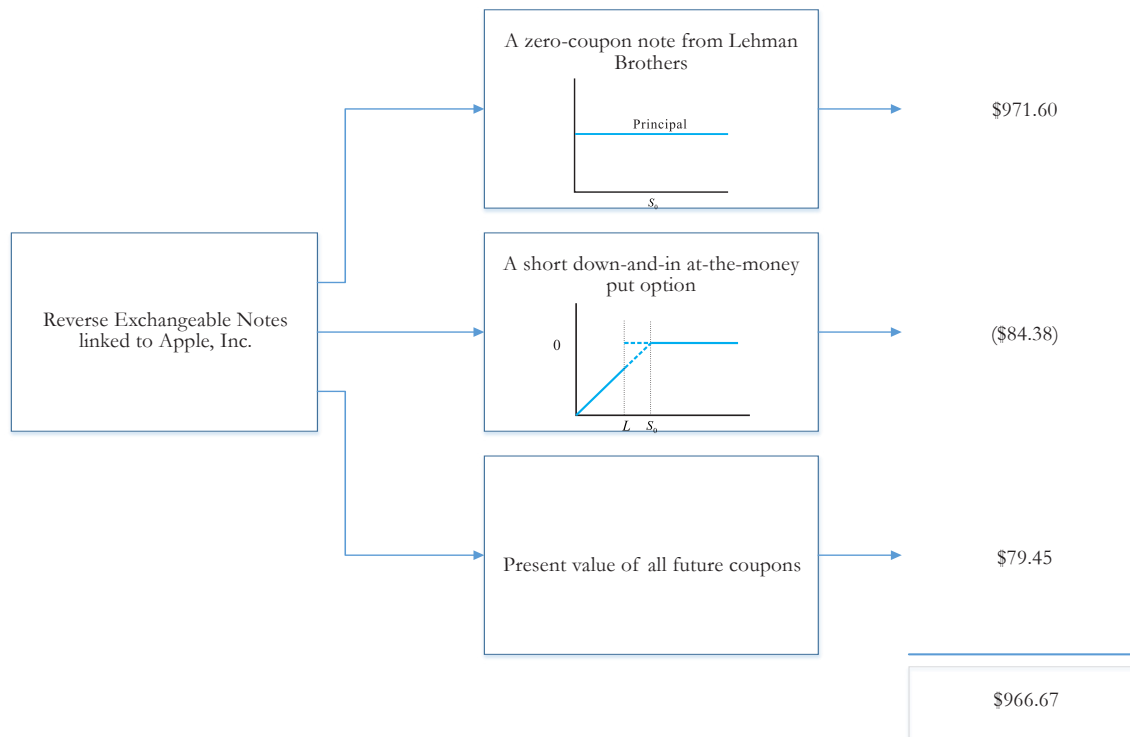 A zero-coupon note from Lehman
Brothers
Principal
S₀
$971.60
Reverse Exchangeable Notes
linked to Apple, Inc.
A short down-and-in at-the-money
put option
0
L S₀
($84.38)
Present value of all future coupons
$79.45
$966.67